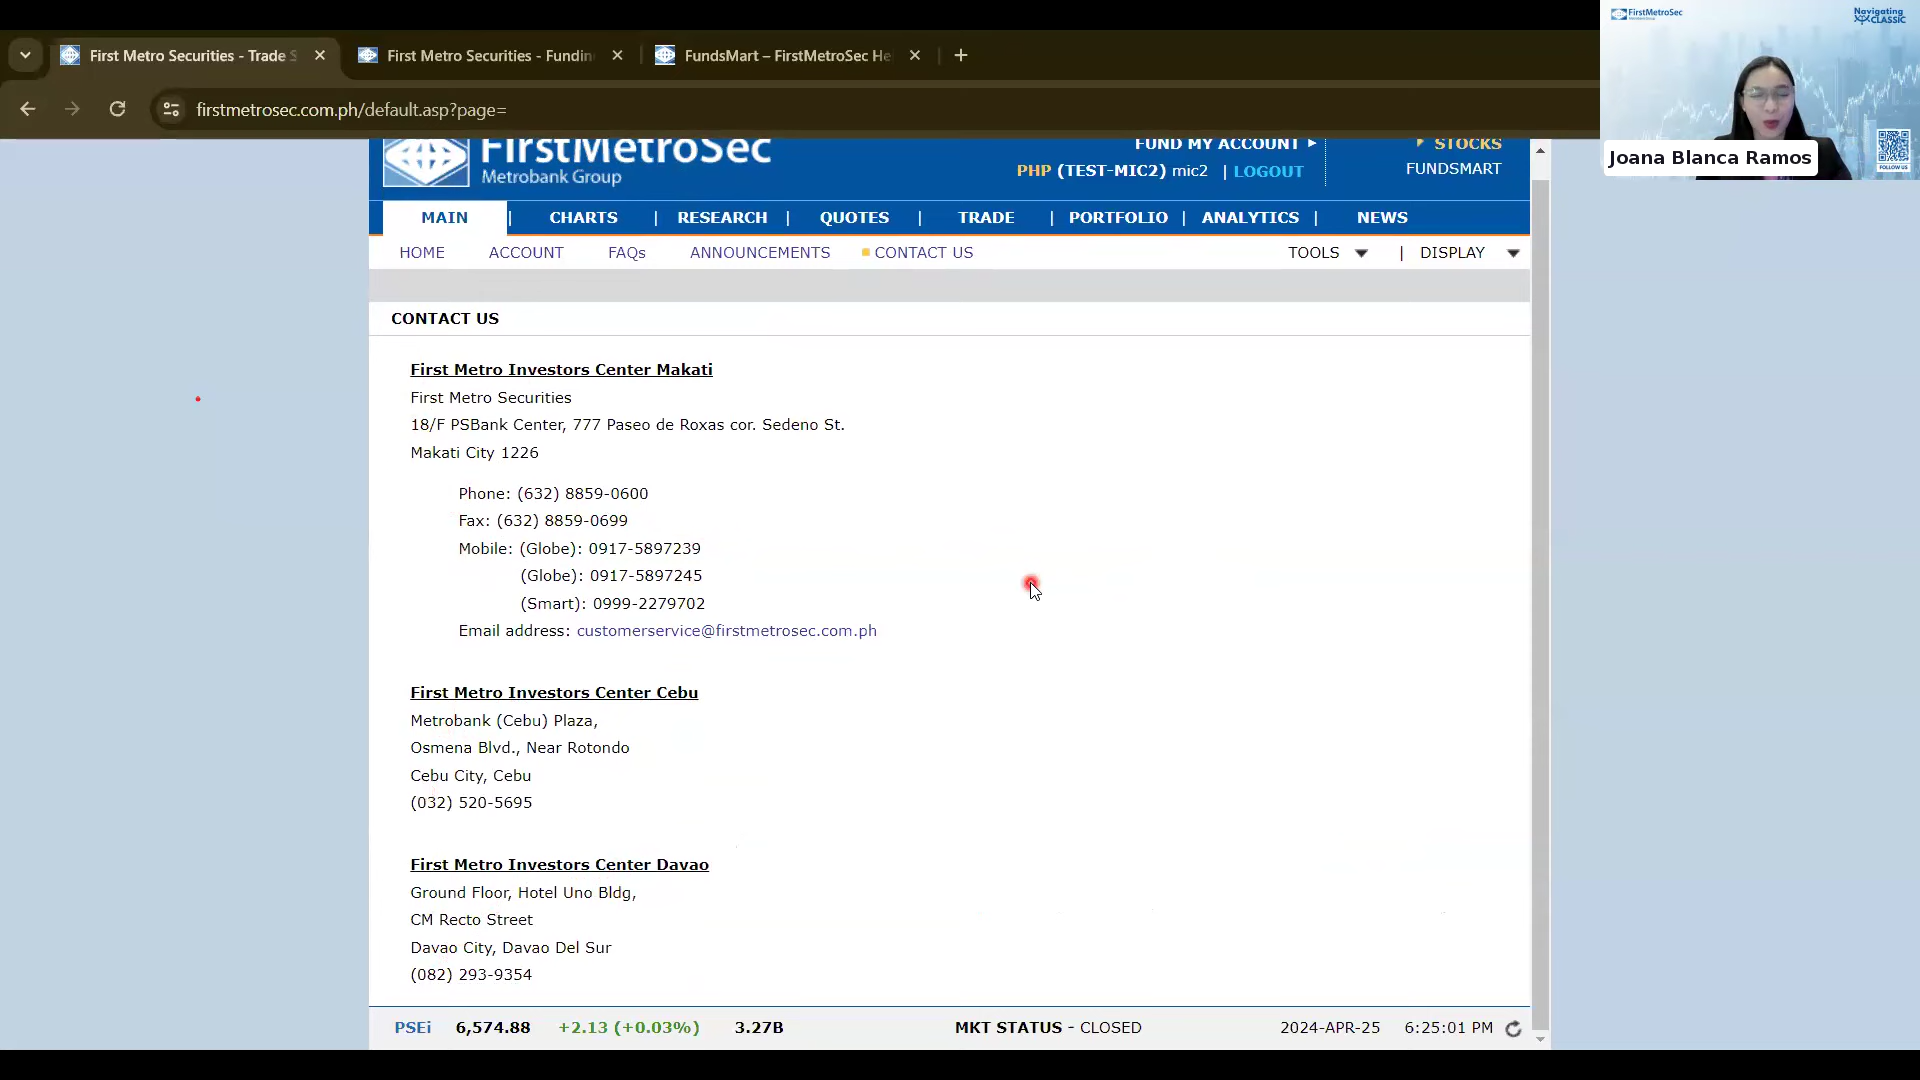 First Metro Securities - Trade S
First Metro Securities - Fundin
FundsMart – FirstMetroSec He
firstmetrosec.com.ph/default.asp?page=
FirstMetroSec
Navigating
CLASSIC
FOLLOW US
Joana Blanca Ramos
FirstMetroSec
Metrobank Group
FUND MY ACCOUNT
STOCKS
PHP (TEST-MIC2) mic2 | LOGOUT
FUNDSMART
MAIN | CHARTS | RESEARCH | QUOTES | TRADE | PORTFOLIO | ANALYTICS | NEWS
HOME ACCOUNT FAQs ANNOUNCEMENTS CONTACT US TOOLS | DISPLAY
CONTACT US
First Metro Investors Center Makati
First Metro Securities
18/F PSBank Center, 777 Paseo de Roxas cor. Sedeno St.
Makati City 1226
Phone: (632) 8859-0600
Fax: (632) 8859-0699
Mobile: (Globe): 0917-5897239
(Globe): 0917-5897245
(Smart): 0999-2279702
Email address: customerservice@firstmetrosec.com.ph
First Metro Investors Center Cebu
Metrobank (Cebu) Plaza,
Osmena Blvd., Near Rotondo
Cebu City, Cebu
(032) 520-5695
First Metro Investors Center Davao
Ground Floor, Hotel Uno Bldg,
CM Recto Street
Davao City, Davao Del Sur
(082) 293-9354
PSEi 6,574.88 +2.13 (+0.03%) 3.27B MKT STATUS - CLOSED 2024-APR-25 6:25:01 PM